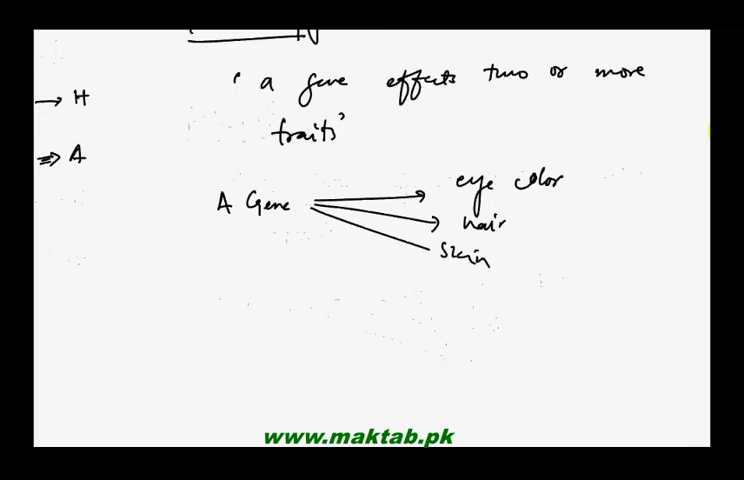 ' a gene effects two or more
traits'
→ H
⇒ A
A Gene
eye color
hair
Skin
www.maktab.pk